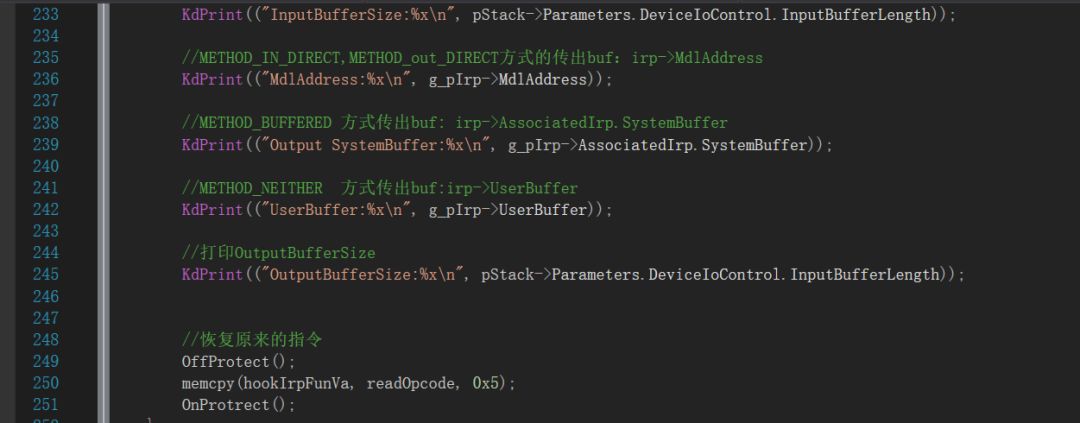 233 KdPrint(("InputBufferSize:%x\n", pStack->Parameters.DeviceIoControl.InputBufferLength));
234
235 //METHOD_IN_DIRECT,METHOD_out_DIRECT方式的传出buf：irp->MdlAddress
236 KdPrint(("MdlAddress:%x\n", g_pIrp->MdlAddress));
237
238 //METHOD_BUFFERED 方式传出buf: irp->AssociatedIrp.SystemBuffer
239 KdPrint(("Output SystemBuffer:%x\n", g_pIrp->AssociatedIrp.SystemBuffer));
240
241 //METHOD_NEITHER  方式传出buf:irp->UserBuffer
242 KdPrint(("UserBuffer:%x\n", g_pIrp->UserBuffer));
243
244 //打印OutputBufferSize
245 KdPrint(("OutputBufferSize:%x\n", pStack->Parameters.DeviceIoControl.InputBufferLength));
246
247
248 //恢复原来的指令
249 OffProtect();
250 memcpy(hookIrpFunVa, readOpcode, 0x5);
251 OnProtrect();